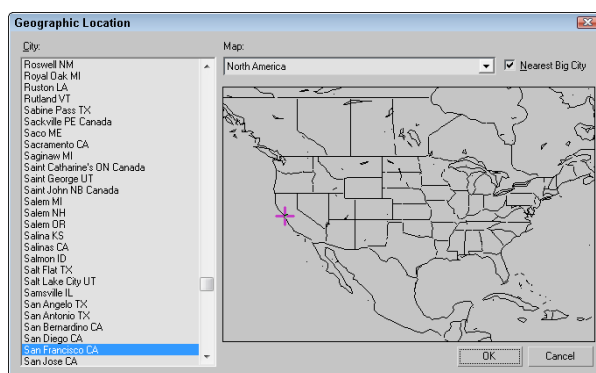 Geographic Location
City:
Roswell NM
Royal Oak MI
Ruston LA
Rutland VT
Sabine Pass TX
Sackville PE Canada
Saco ME
Sacramento CA
Saginaw MI
Saint Catharine's ON Canada
Saint George UT
Saint John NB Canada
Salem MI
Salem NH
Salem OR
Salina KS
Salinas CA
Salmon ID
Salt Flat TX
Salt Lake City UT
Samsville IL
San Angelo TX
San Antonio TX
San Bernardino CA
San Diego CA
San Francisco CA
San Jose CA
Map:
North America
Nearest Big City
OK
Cancel